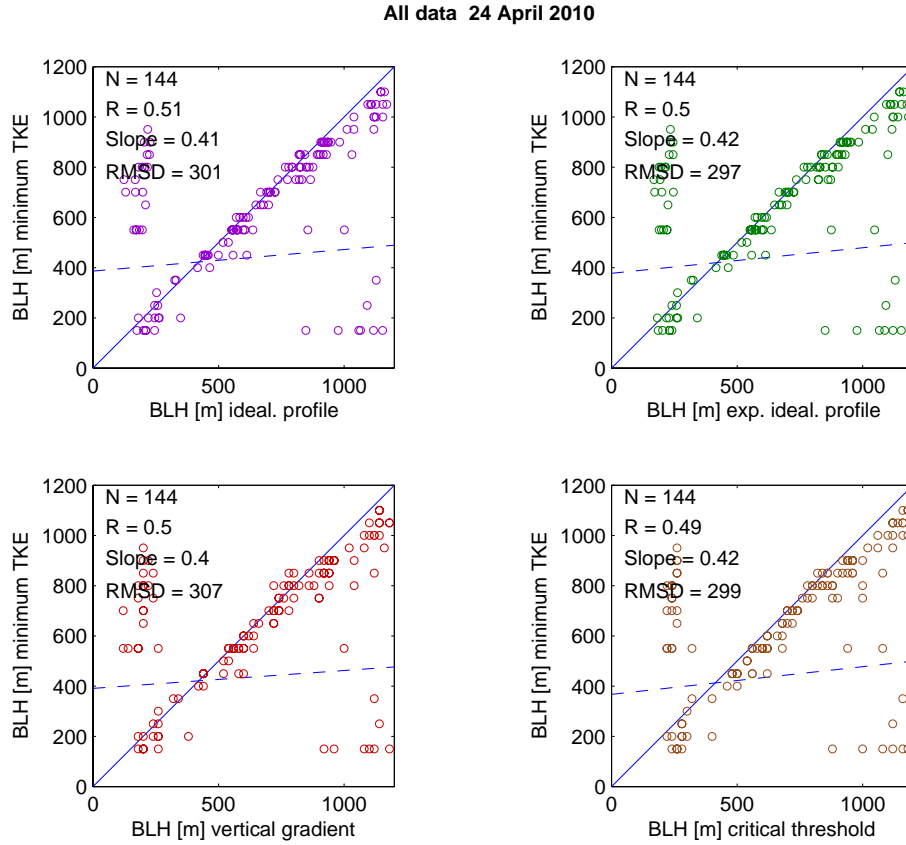 All data 24 April 2010
1200
1000
800
600
400
200
0
BLH [m] minimum TKE
N = 144
R = 0.51
Slope = 0.41
RMSD = 301
0 500 1000
BLH [m] ideal. profile
1200
1000
800
600
400
200
0
BLH [m] minimum TKE
N = 144
R = 0.5
Slope = 0.42
RMSD = 297
0 500 1000
BLH [m] exp. ideal. profile
1200
1000
800
600
400
200
0
BLH [m] minimum TKE
N = 144
R = 0.5
Slope = 0.4
RMSD = 307
0 500 1000
BLH [m] vertical gradient
1200
1000
800
600
400
200
0
BLH [m] minimum TKE
N = 144
R = 0.49
Slope = 0.42
RMSD = 299
0 500 1000
BLH [m] critical threshold